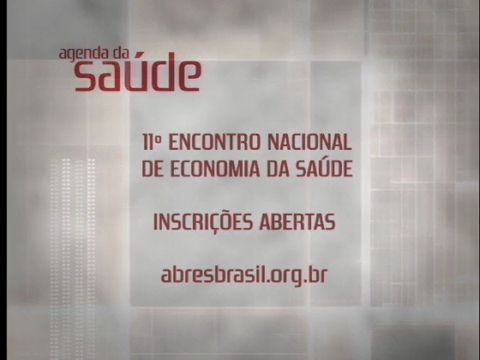 agenda da
saúde
11º ENCONTRO NACIONAL
DE ECONOMIA DA SAÚDE
INSCRIÇÕES ABERTAS
abresbrasil.org.br